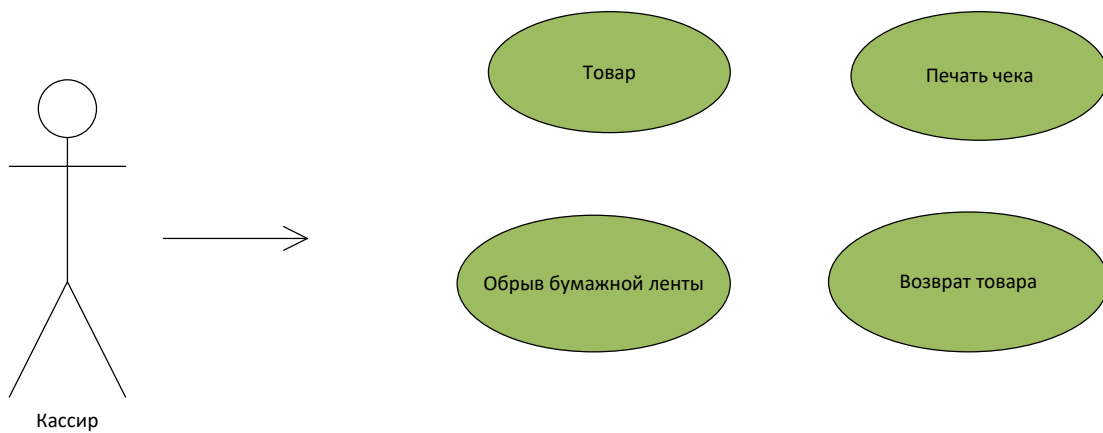 Товар
Печать чека
Обрыв бумажной ленты
Возврат товара
Кассир